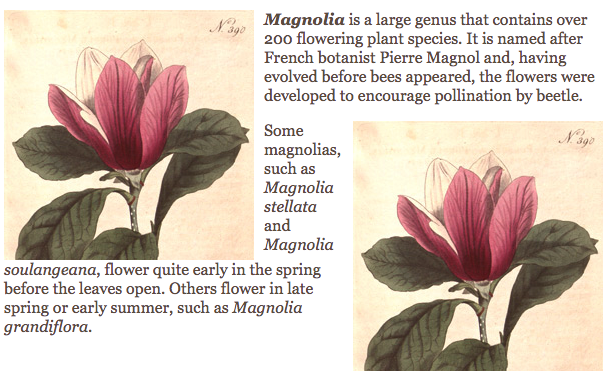 N. 390
Magnolia is a large genus that contains over
200 flowering plant species. It is named after
French botanist Pierre Magnol and, having
evolved before bees appeared, the flowers were
developed to encourage pollination by beetle.
Some
magnolias,
such as
Magnolia
stellata
and
Magnolia
soulangeana, flower quite early in the spring
before the leaves open. Others flower in late
spring or early summer, such as Magnolia
grandiflora.
N. 390